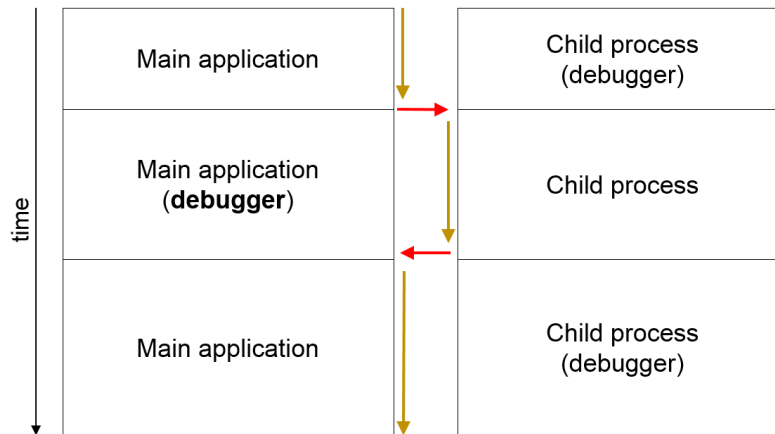 Main application
Child process
(debugger)
Main application
(debugger)
Child process
time
Main application
Child process
(debugger)